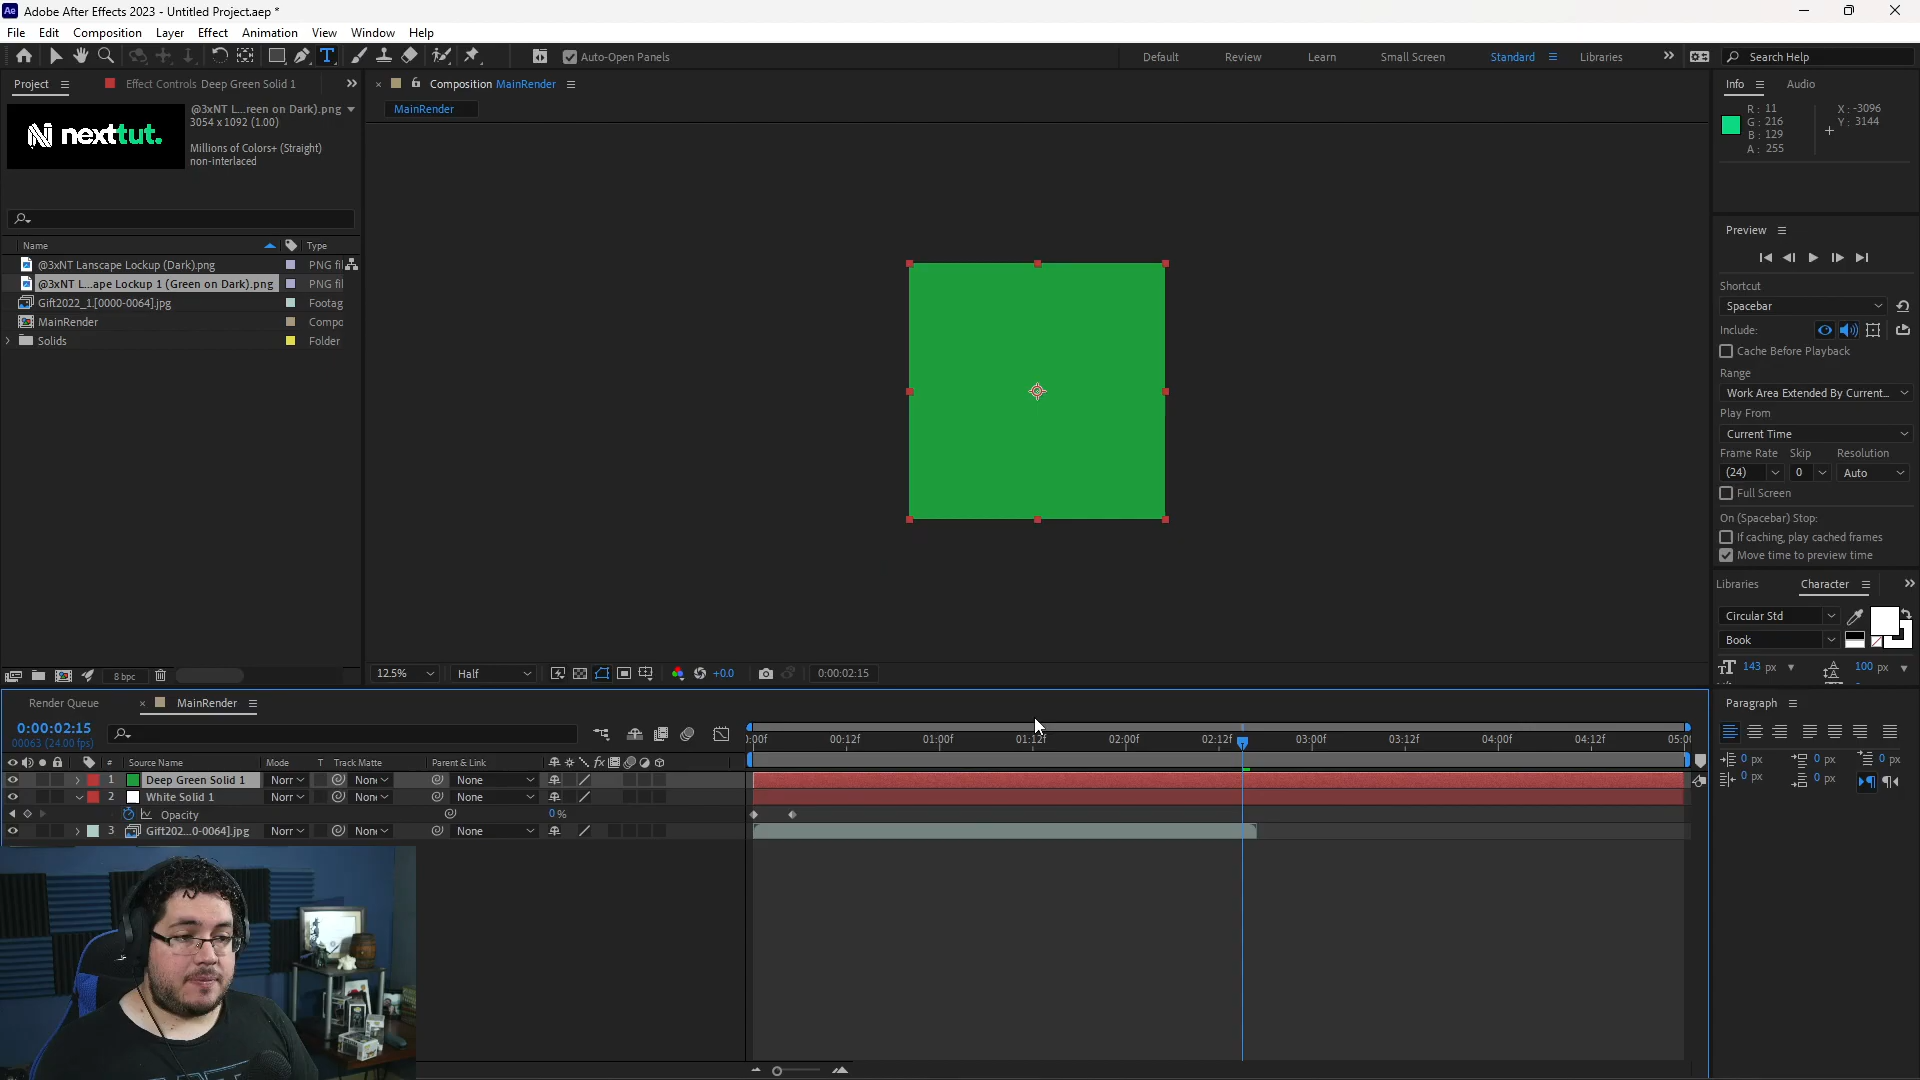 Adobe After Effects 2023 - Untitled Project.aep *
File Edit Composition Layer Effect Animation View Window Help
Auto-Open Panels Default Review Learn Small Screen Standard Libraries Search Help
Project Effect Controls Deep Green Solid 1
Composition MainRender
MainRender
@3xNT L...reen on Dark).png
3054 x 1092 (1.00)
Millions of Colors+ (Straight)
non-interlaced
nexttut.
Name Type
@3xNT Lanscape Lockup (Dark).png PNG fil
@3xNT L...ape Lockup 1 (Green on Dark).png PNG fil
Gift2022_1.[0000-0064].jpg Footag
MainRender Compo
Solids Folder
8 bpc
12.5% Half +0.0 0:00:02:15
Info Audio
R: 11 X: -3096
G: 216 Y: 3144
B: 129
A: 255
Preview
Shortcut
Spacebar
Include:
Cache Before Playback
Range
Work Area Extended By Current...
Play From
Current Time
Frame Rate Skip Resolution
(24) 0 Auto
Full Screen
On (Spacebar) Stop:
If caching, play cached frames
Move time to preview time
Libraries Character
Circular Std
Book
143 px 100 px
Paragraph
0 px 0 px 0 px
0 px 0 px
Render Queue MainRender
0:00:02:15
00063 (24.00 fps)
):00f 00:12f 01:00f 01:12f 02:00f 02:12f 03:00f 03:12f 04:00f 04:12f 05:0
# Source Name Mode T Track Matte Parent & Link
1 Deep Green Solid 1 Norr None None
2 White Solid 1 Norr None None
Opacity 0%
3 Gift202...0-0064].jpg Norr None None